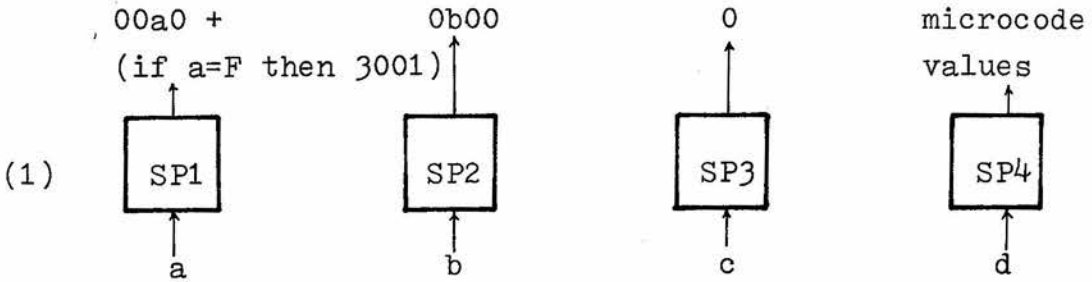 00a0 + 0b00 0 microcode
(if a=F then 3001) values
(1) SP1 SP2 SP3 SP4
a b c d